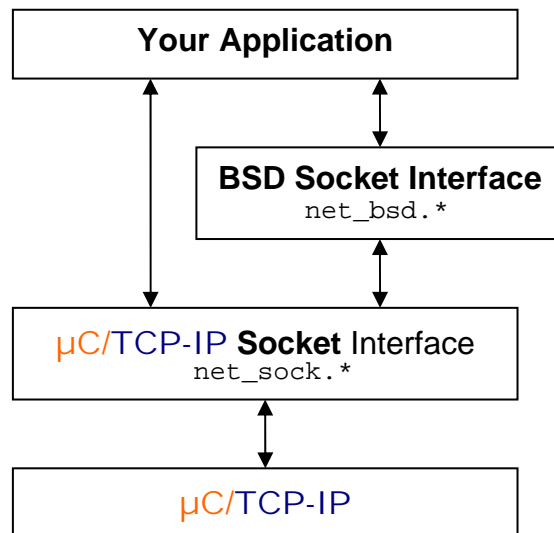 Your Application
BSD Socket Interface
net_bsd.*
µC/TCP-IP Socket Interface
net_sock.*
µC/TCP-IP